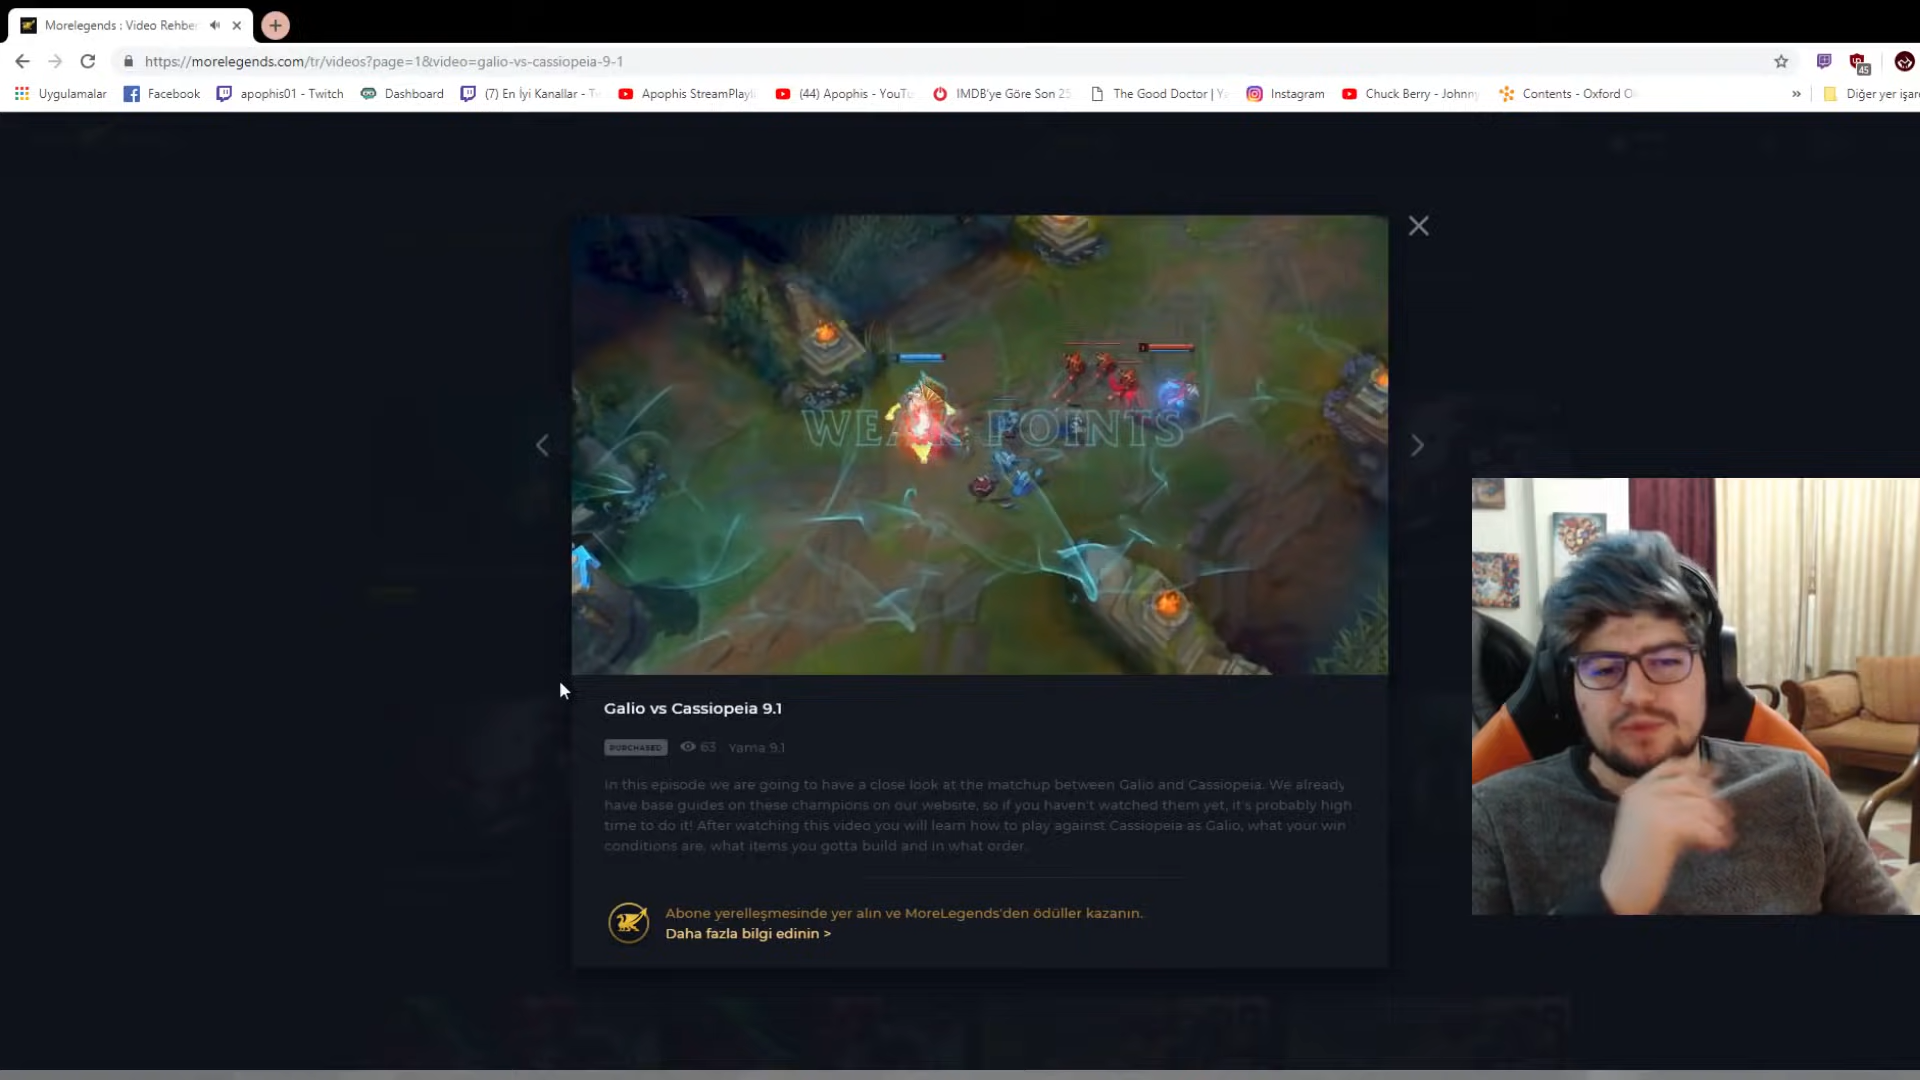 Morelegends : Video Rehbe
https://morelegends.com/tr/videos?page=1&video=galio-vs-cassiopeia-9-1
45
Uygulamalar
Facebook
apophis01 - Twitch
Dashboard
(7) En İyi Kanallar - T
Apophis StreamPlayli
(44) Apophis - YouTu
IMDB'ye Göre Son 25
The Good Doctor | Ya
Instagram
Chuck Berry - Johnny
Contents - Oxford O
»
Diğer yer işare
WEAK POINTS
Galio vs Cassiopeia 9.1
PURCHASED 63 Yama 9.1
In this episode we are going to have a close look at the matchup between Galio and Cassiopeia. We already
have base guides on these champions on our website, so if you haven't watched them yet, it's probably high
time to do it! After watching this video you will learn how to play against Cassiopeia as Galio, what your win
conditions are, what items you gotta build and in what order.
Abone yerelleşmesinde yer alın ve MoreLegends'den ödüller kazanın.
Daha fazla bilgi edinin >